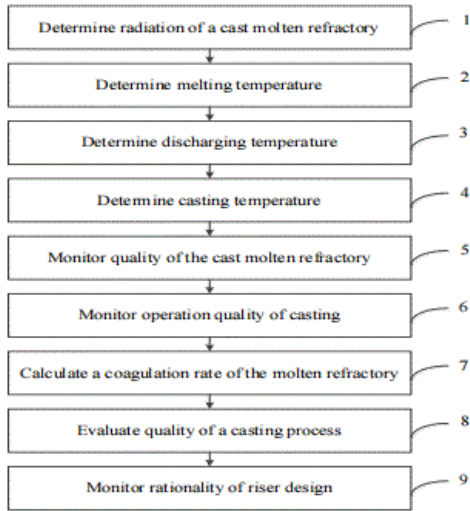 Determine radiation of a cast molten refractory 1
Determine melting temperature 2
Determine discharging temperature 3
Determine casting temperature 4
Monitor quality of the cast molten refractory 5
Monitor operation quality of casting 6
Calculate a coagulation rate of the molten refractory 7
Evaluate quality of a casting process 8
Monitor rationality of riser design 9